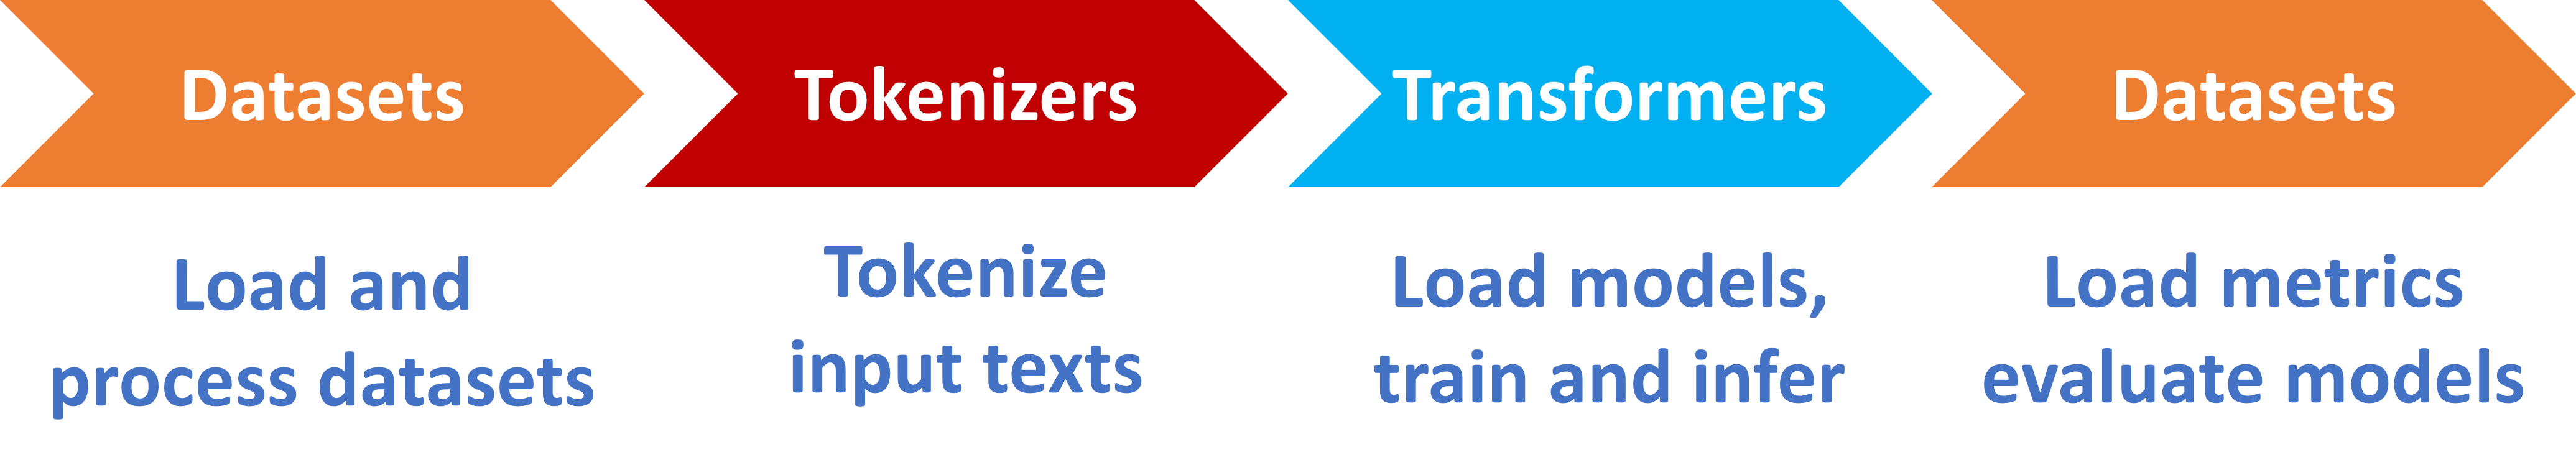 Datasets
Tokenizers
Transformers
Datasets
Load and
process datasets
Tokenize
input texts
Load models,
train and infer
Load metrics
evaluate models